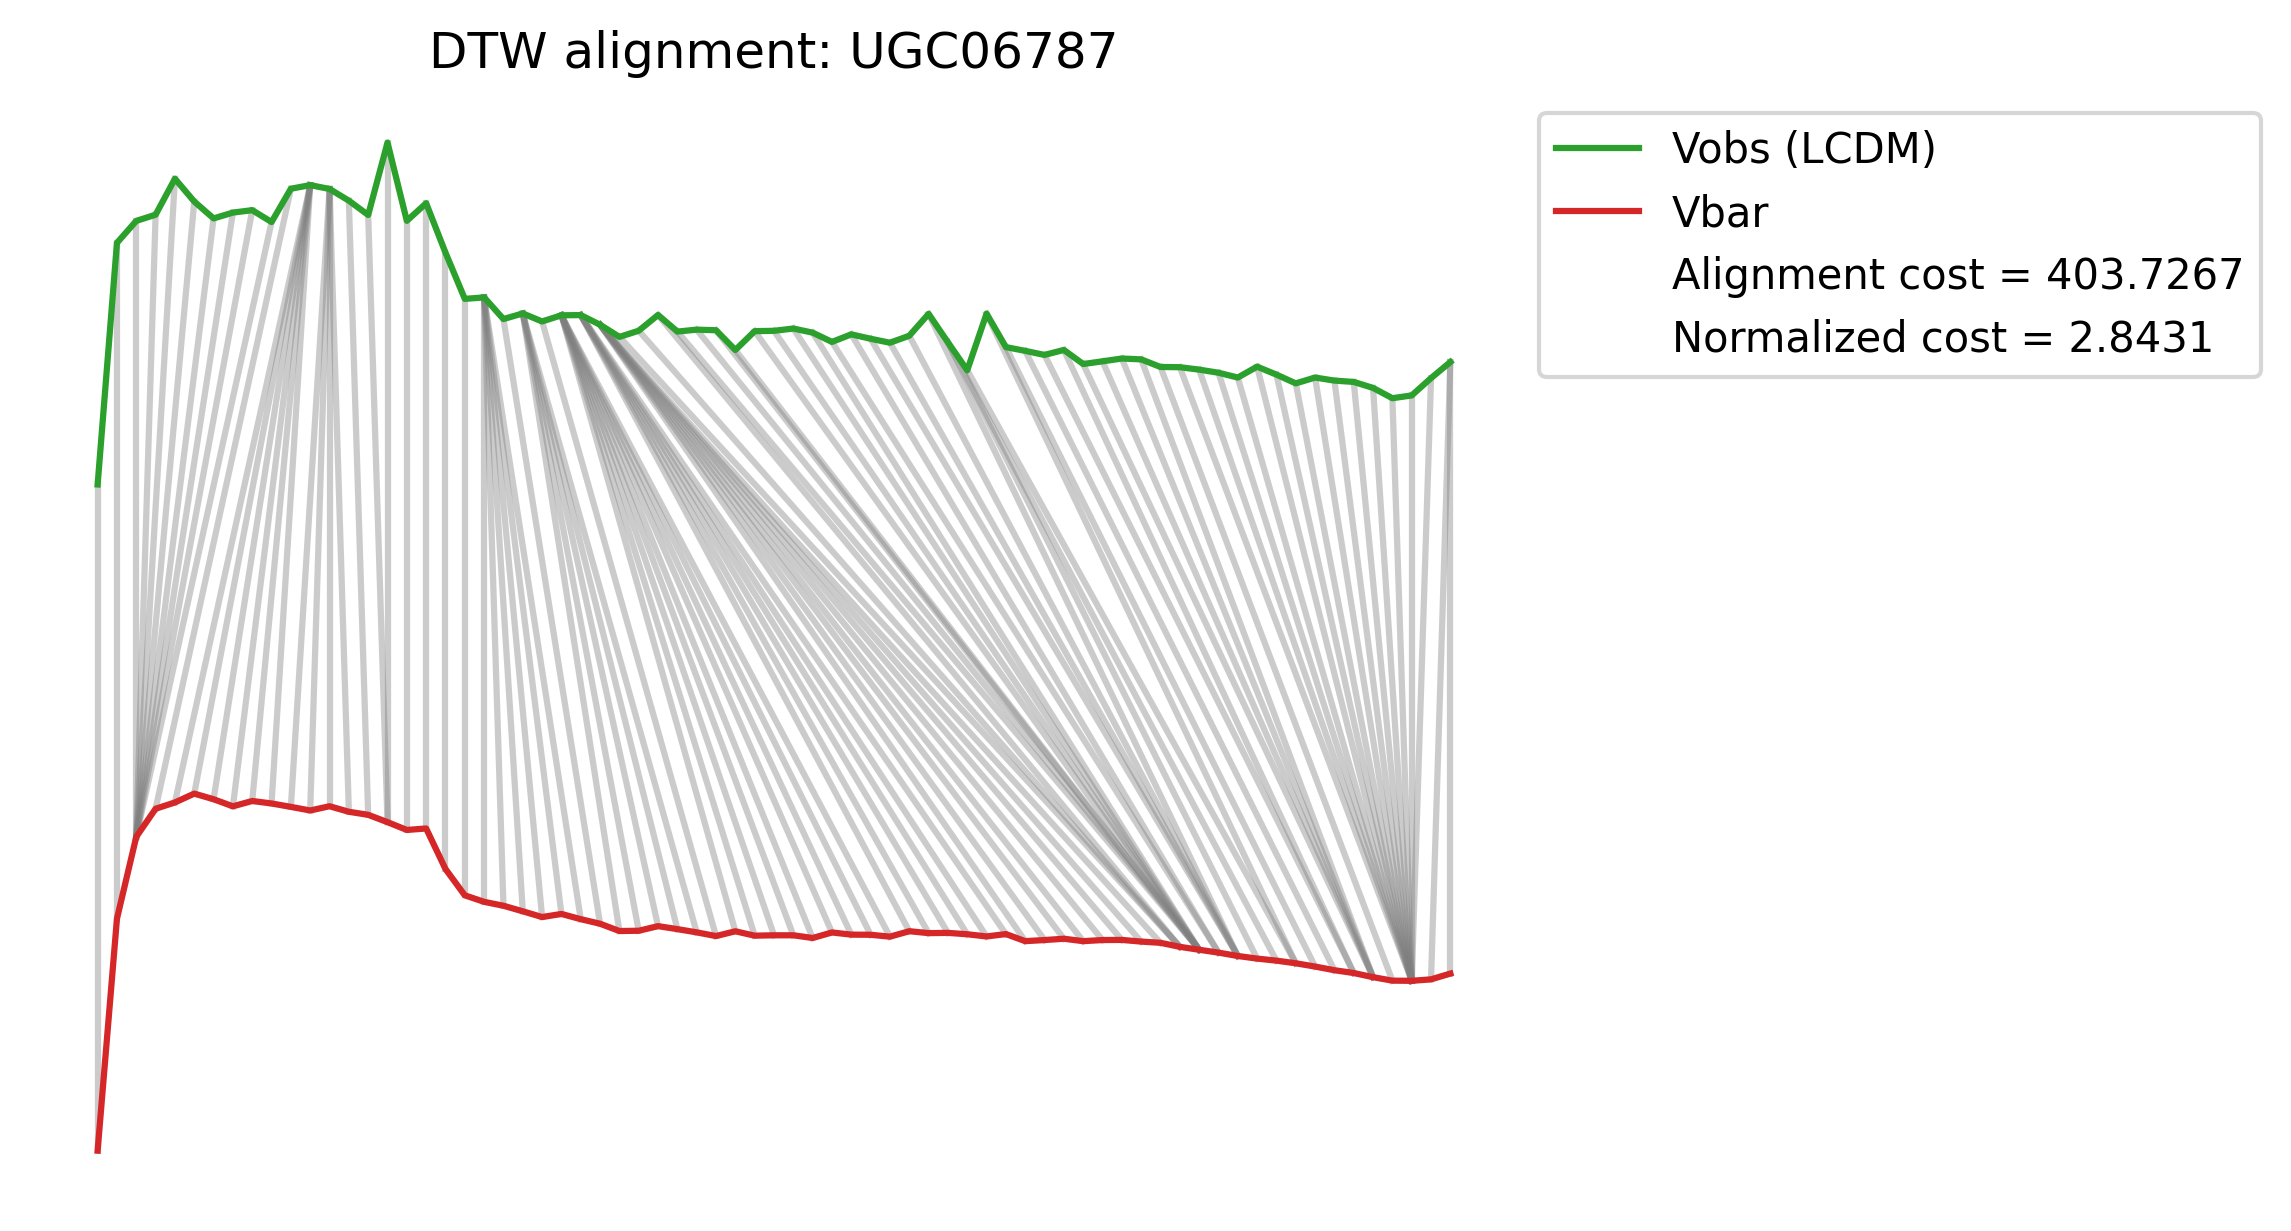 DTW alignment: UGC06787
Vobs (LCDM)
Vbar
Alignment cost = 403.7267
Normalized cost = 2.8431